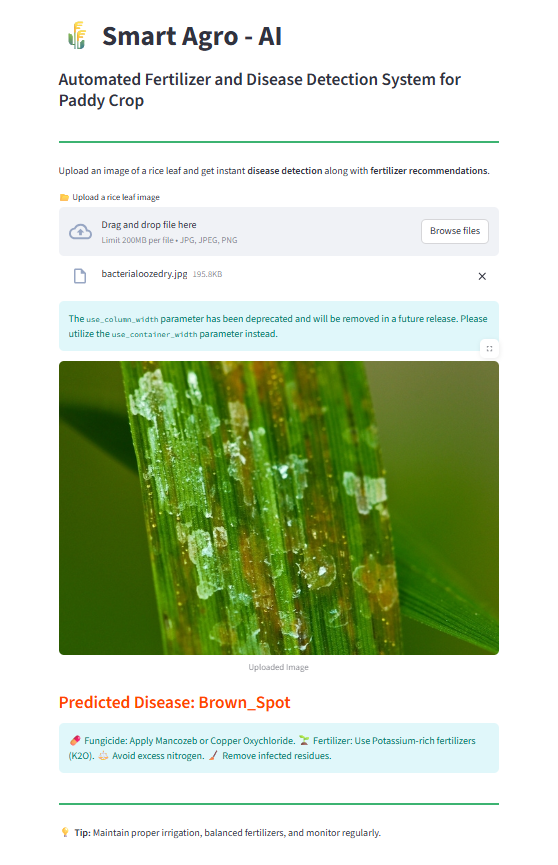 Smart Agro - AI
Automated Fertilizer and Disease Detection System for
Paddy Crop
Upload an image of a rice leaf and get instant disease detection along with fertilizer recommendations.
Upload a rice leaf image
Drag and drop file here
Limit 200MB per file • JPG, JPEG, PNG
Browse files
bacterialoozedry.jpg 195.8KB
The use_column_width parameter has been deprecated and will be removed in a future release. Please
utilize the use_container_width parameter instead.
Uploaded Image
Predicted Disease: Brown_Spot
Fungicide: Apply Mancozeb or Copper Oxychloride. Fertilizer: Use Potassium-rich fertilizers
(K2O). Avoid excess nitrogen. Remove infected residues.
Tip: Maintain proper irrigation, balanced fertilizers, and monitor regularly.